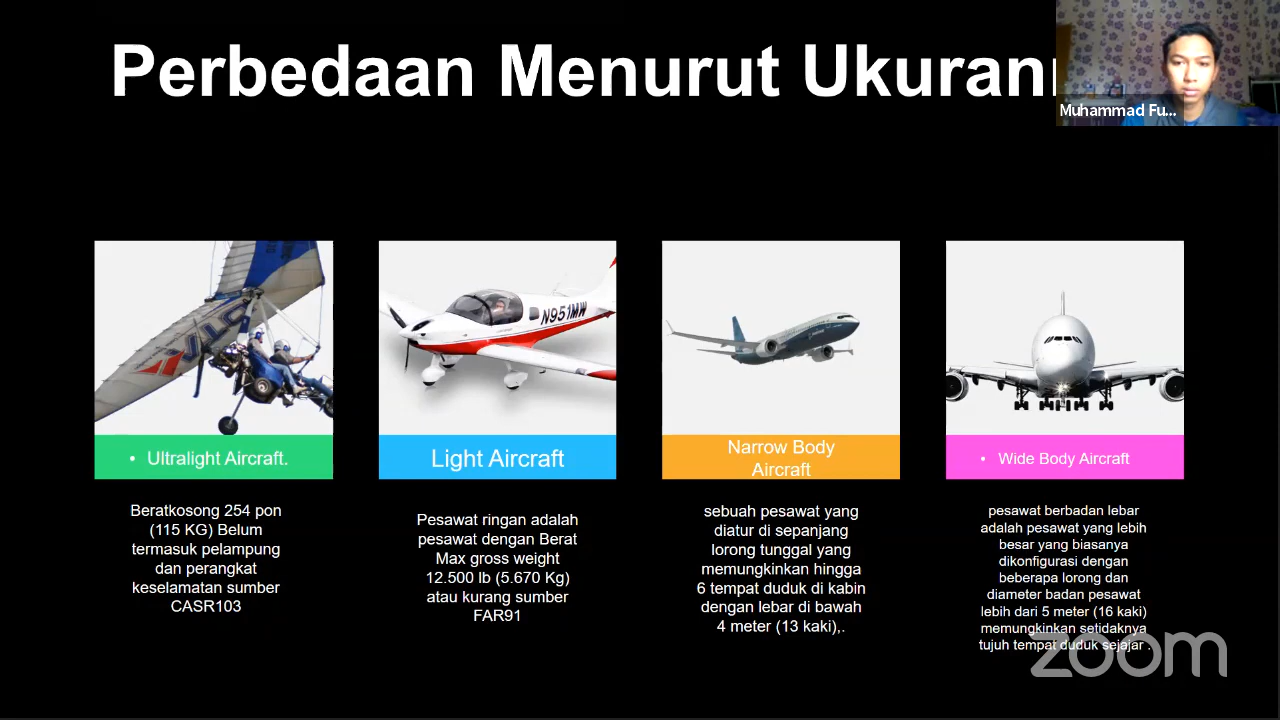 Perbedaan Menurut Ukurann
Muhammad Fu...
N951MW
• Ultralight Aircraft.
Light Aircraft
Narrow Body
Aircraft
• Wide Body Aircraft
Beratkosong 254 pon
(115 KG) Belum
termasuk pelampung
dan perangkat
keselamatan sumber
CASR103
Pesawat ringan adalah
pesawat dengan Berat
Max gross weight
12.500 lb (5.670 Kg)
atau kurang sumber
FAR91
sebuah pesawat yang
diatur di sepanjang
lorong tunggal yang
memungkinkan hingga
6 tempat duduk di kabin
dengan lebar di bawah
4 meter (13 kaki),.
pesawat berbadan lebar
adalah pesawat yang lebih
besar yang biasanya
dikonfigurasi dengan
beberapa lorong dan
diameter badan pesawat
lebih dari 5 meter (16 kaki)
memungkinan setidaknya
tujuh tempat duduk sejajar .
zoom